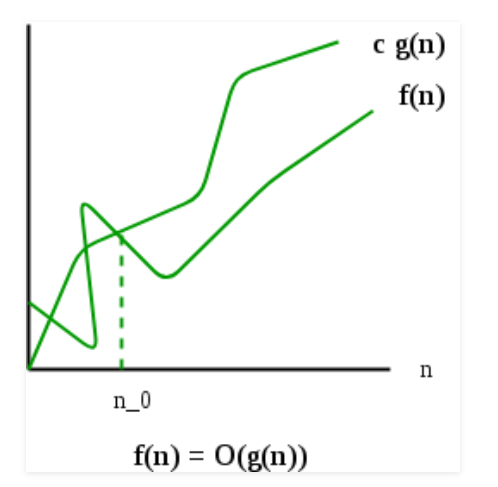 c g(n)
f(n)
n
n_0
f(n) = O(g(n))